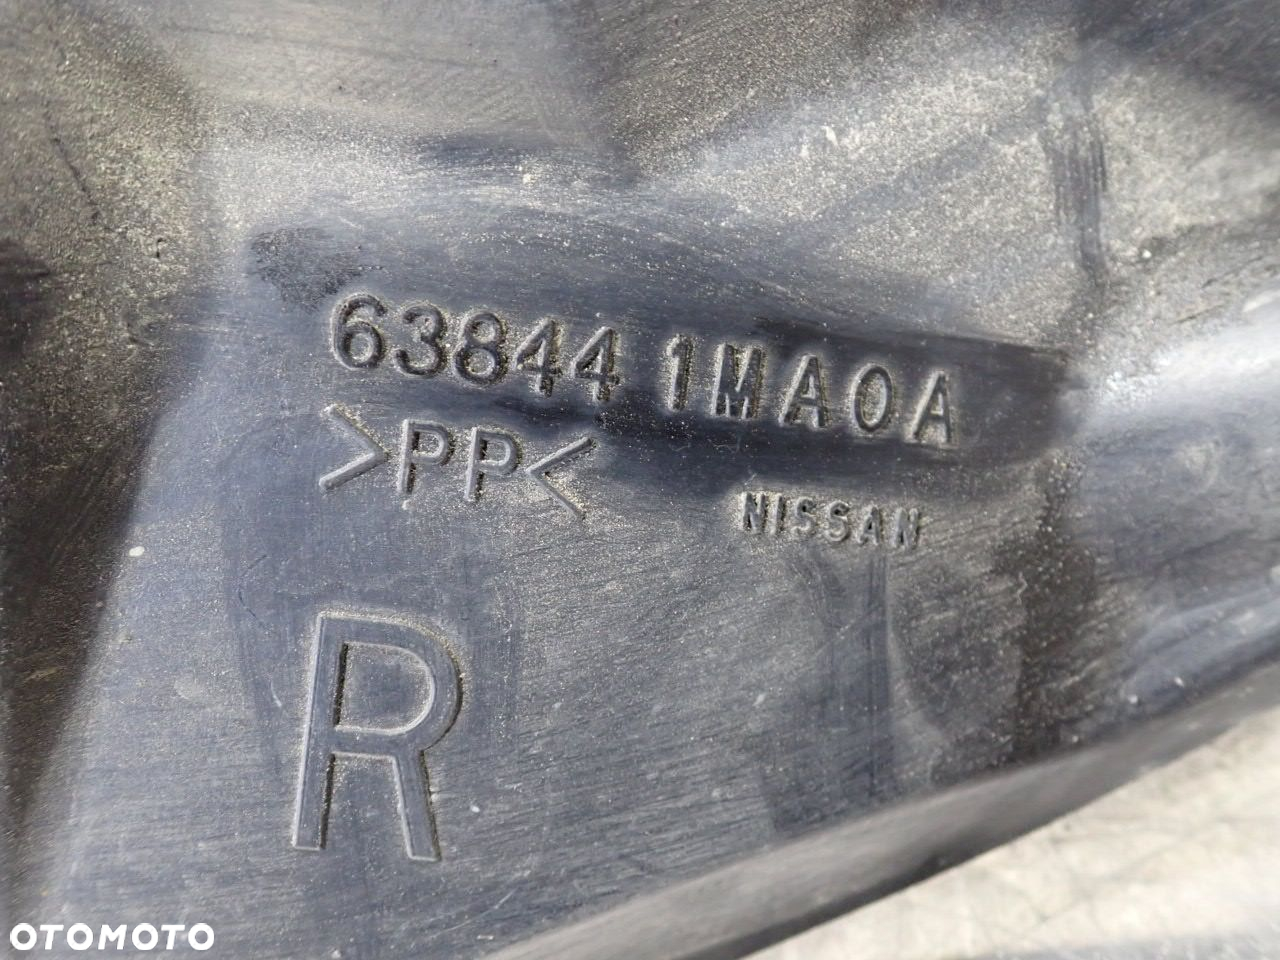 63844 1MA0A
>PP<
NISSAN
R
OTOMOTO